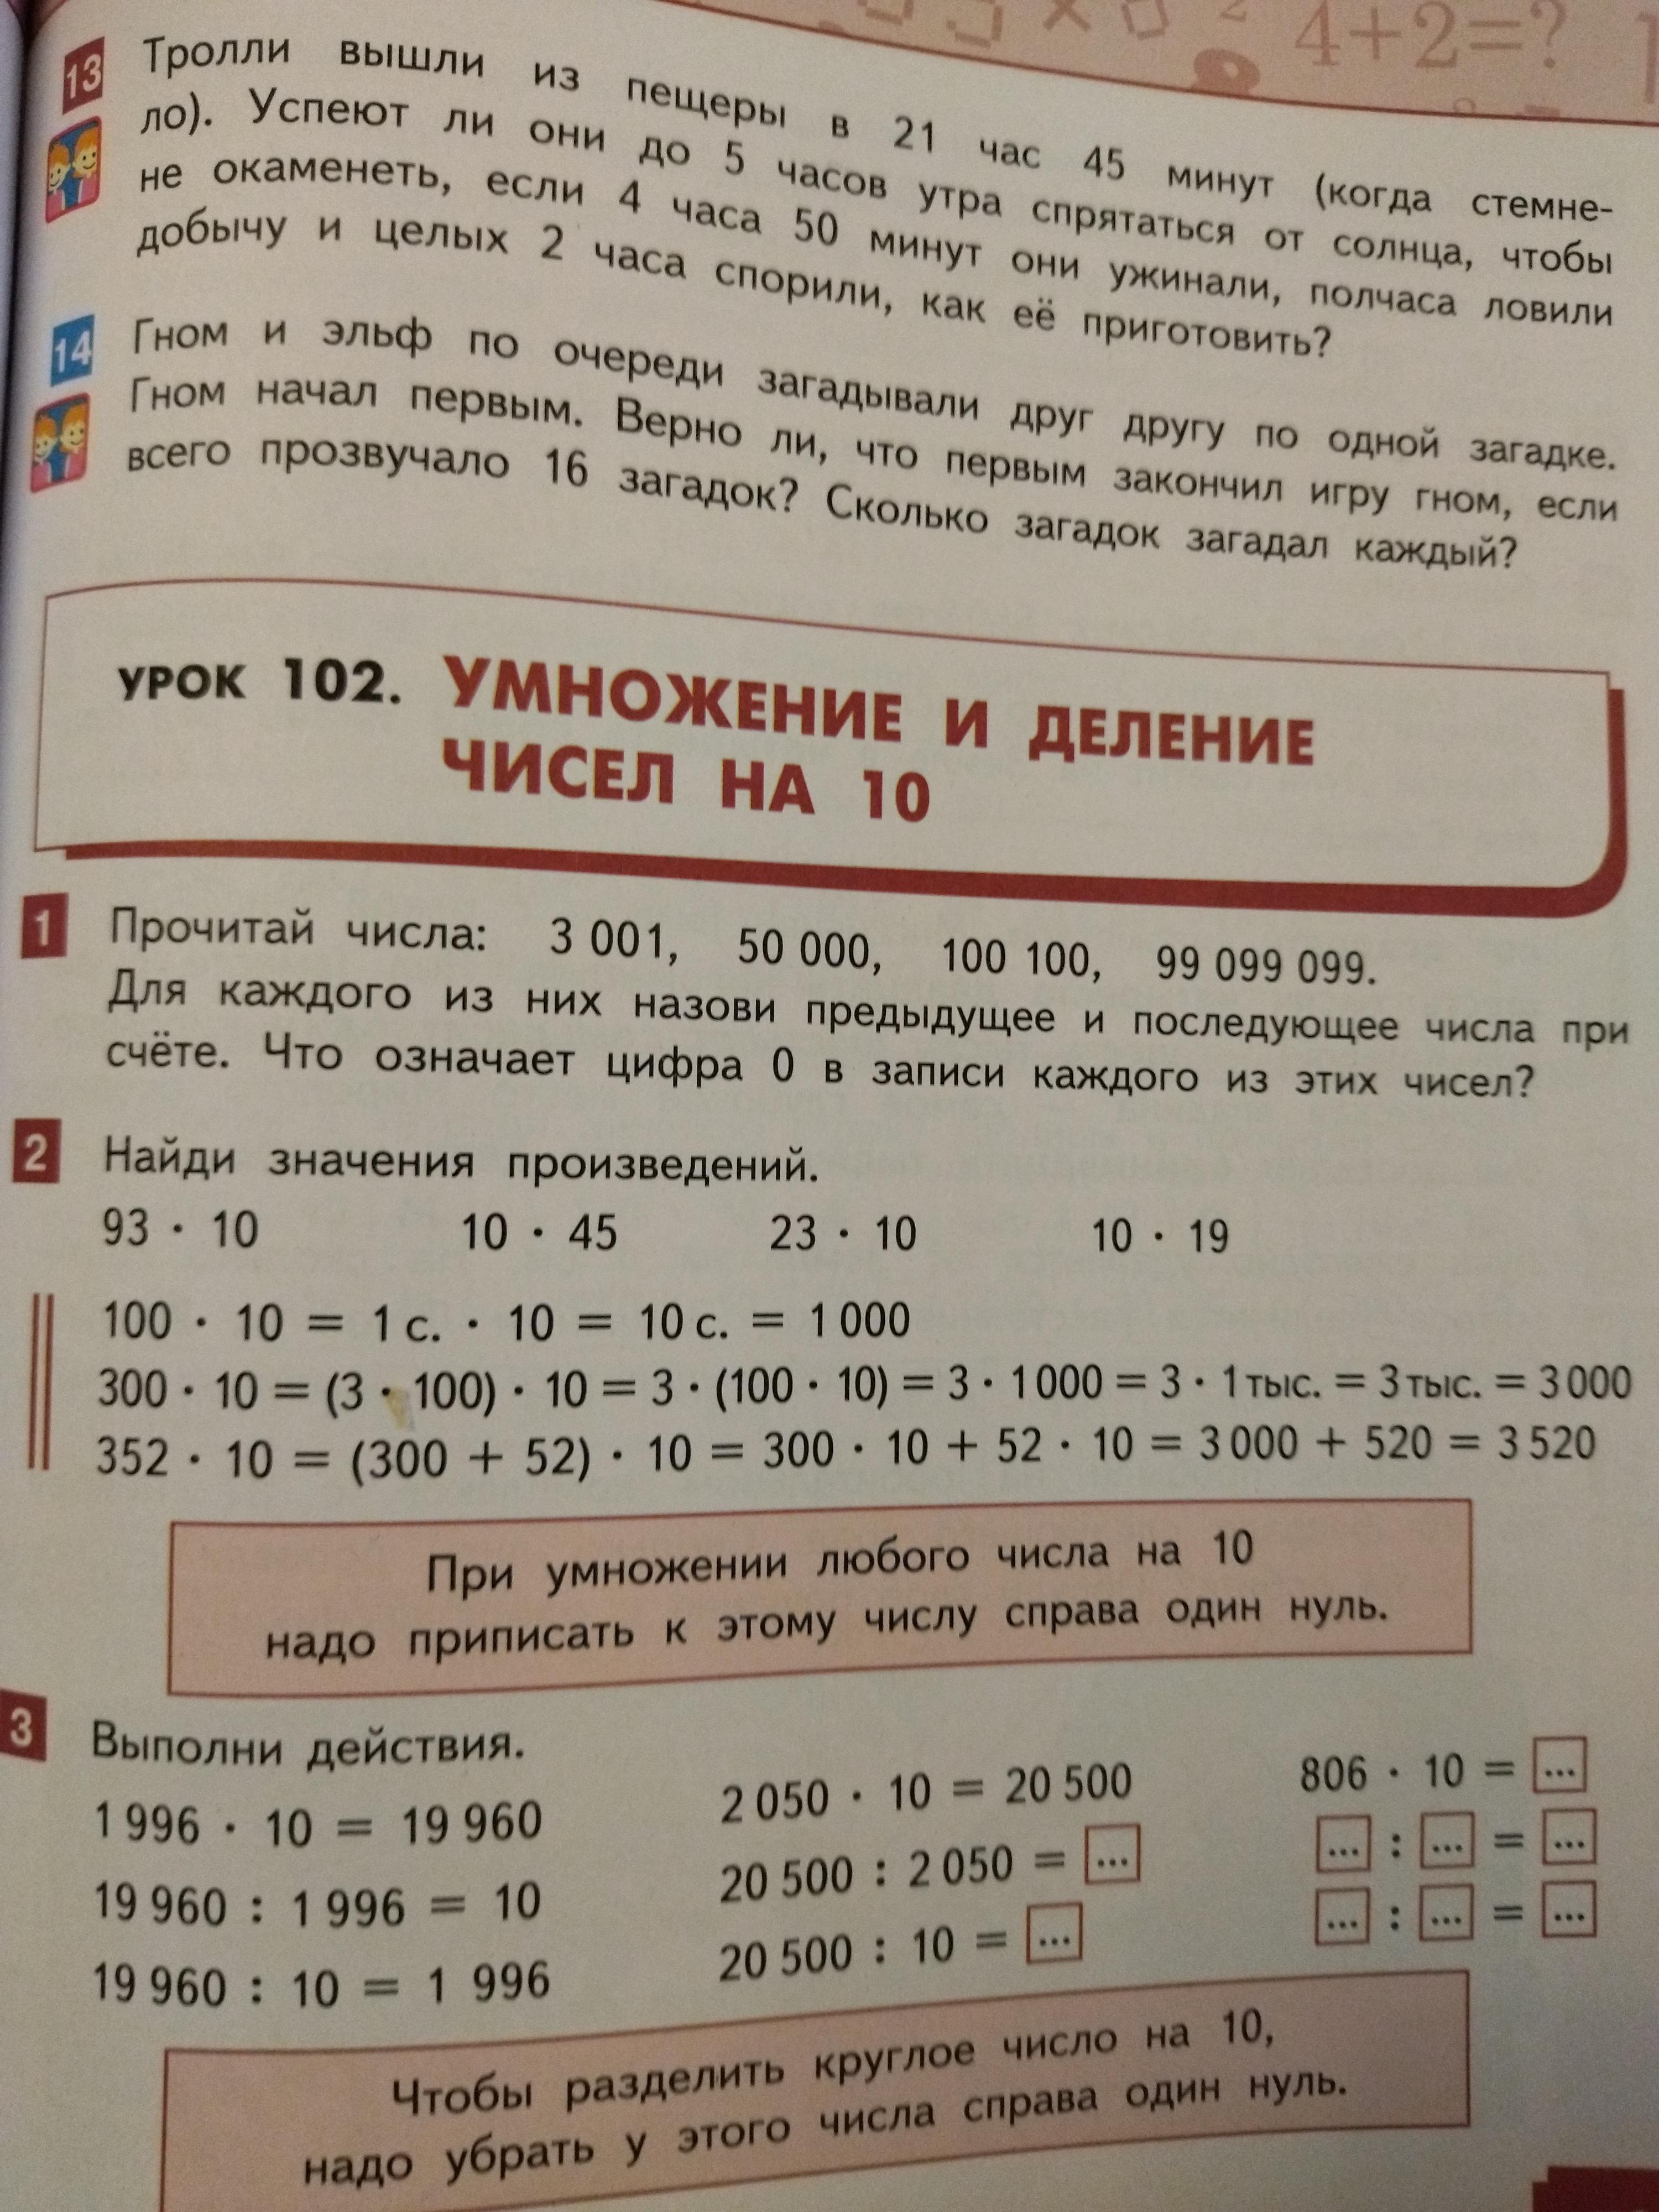 4+2=?
13 Тролли вышли из пещеры в 21 час 45 минут (когда стемне-
ло). Успеют ли они до 5 часов утра спрятаться от солнца, чтобы
не окаменеть, если 4 часа 50 минут они ужинали, полчаса ловили
добычу и целых 2 часа спорили, как её приготовить?
14 Гном и эльф по очереди загадывали друг другу по одной загадке.
Гном начал первым. Верно ли, что первым закончил игру гном, если
всего прозвучало 16 загадок? Сколько загадок загадал каждый?
УРОК 102. УМНОЖЕНИЕ И ДЕЛЕНИЕ
ЧИСЕЛ НА 10
1 Прочитай числа: 3 001, 50 000, 100 100, 99 099 099.
Для каждого из них назови предыдущее и последующее числа при
счёте. Что означает цифра 0 в записи каждого из этих чисел?
2 Найди значения произведений.
93 · 10 10 · 45 23 · 10 10 · 19
100 · 10 = 1 с. · 10 = 10 с. = 1 000
300 · 10 = (3 · 100) · 10 = 3 · (100 · 10) = 3 · 1 000 = 3 · 1 тыс. = 3 тыс. = 3 000
352 · 10 = (300 + 52) · 10 = 300 · 10 + 52 · 10 = 3 000 + 520 = 3 520
При умножении любого числа на 10
надо приписать к этому числу справа один нуль.
3 Выполни действия.
1 996 · 10 = 19 960 2 050 · 10 = 20 500 806 · 10 = ...
19 960 : 1 996 = 10 20 500 : 2 050 = ... ... : ... = ...
19 960 : 10 = 1 996 20 500 : 10 = ... ... : ... = ...
Чтобы разделить круглое число на 10,
надо убрать у этого числа справа один нуль.